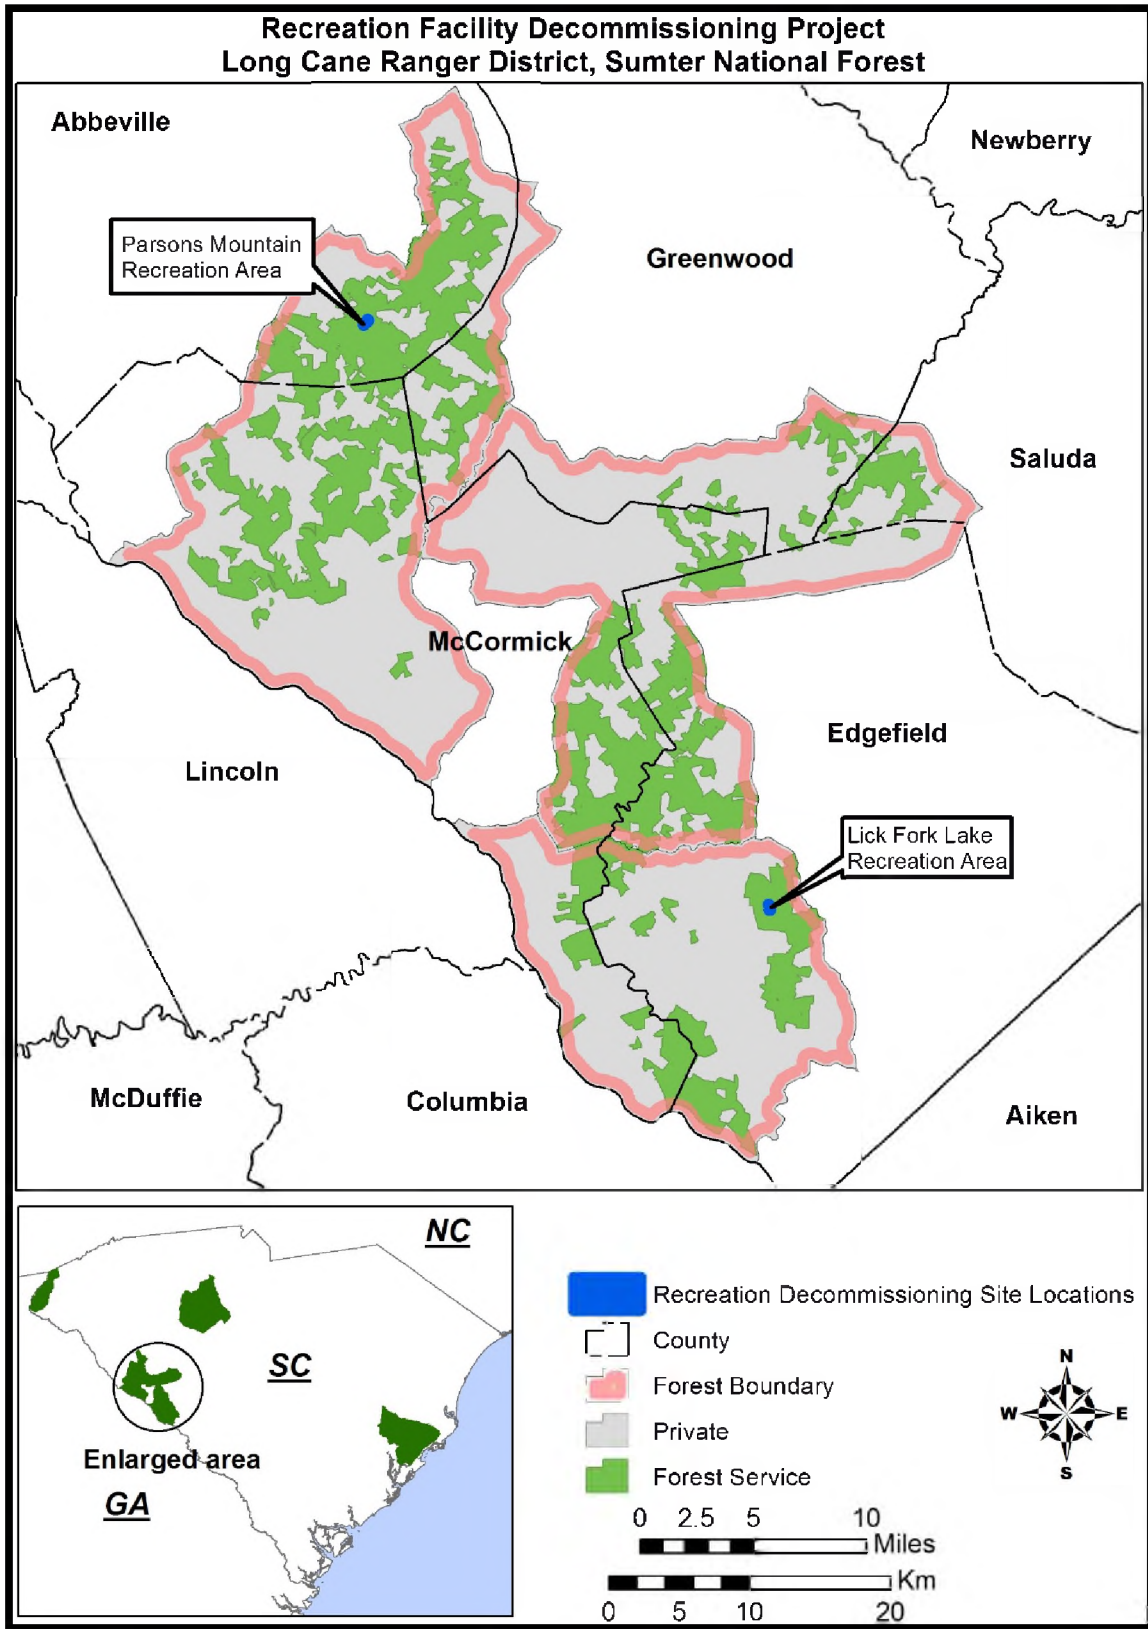 Recreation Facility Decommissioning Project
Long Cane Ranger District, Sumter National Forest
Abbeville
Newberry
Parsons Mountain
Recreation Area
Greenwood
Saluda
McCormick
Edgefield
Lincoln
Lick Fork Lake
Recreation Area
McDuffie
Columbia
Aiken
NC
SC
Enlarged area
GA
Recreation Decommissioning Site Locations
County
Forest Boundary
Private
Forest Service
N
W E
S
0 2.5 5 10
Miles
Km
0 5 10 20